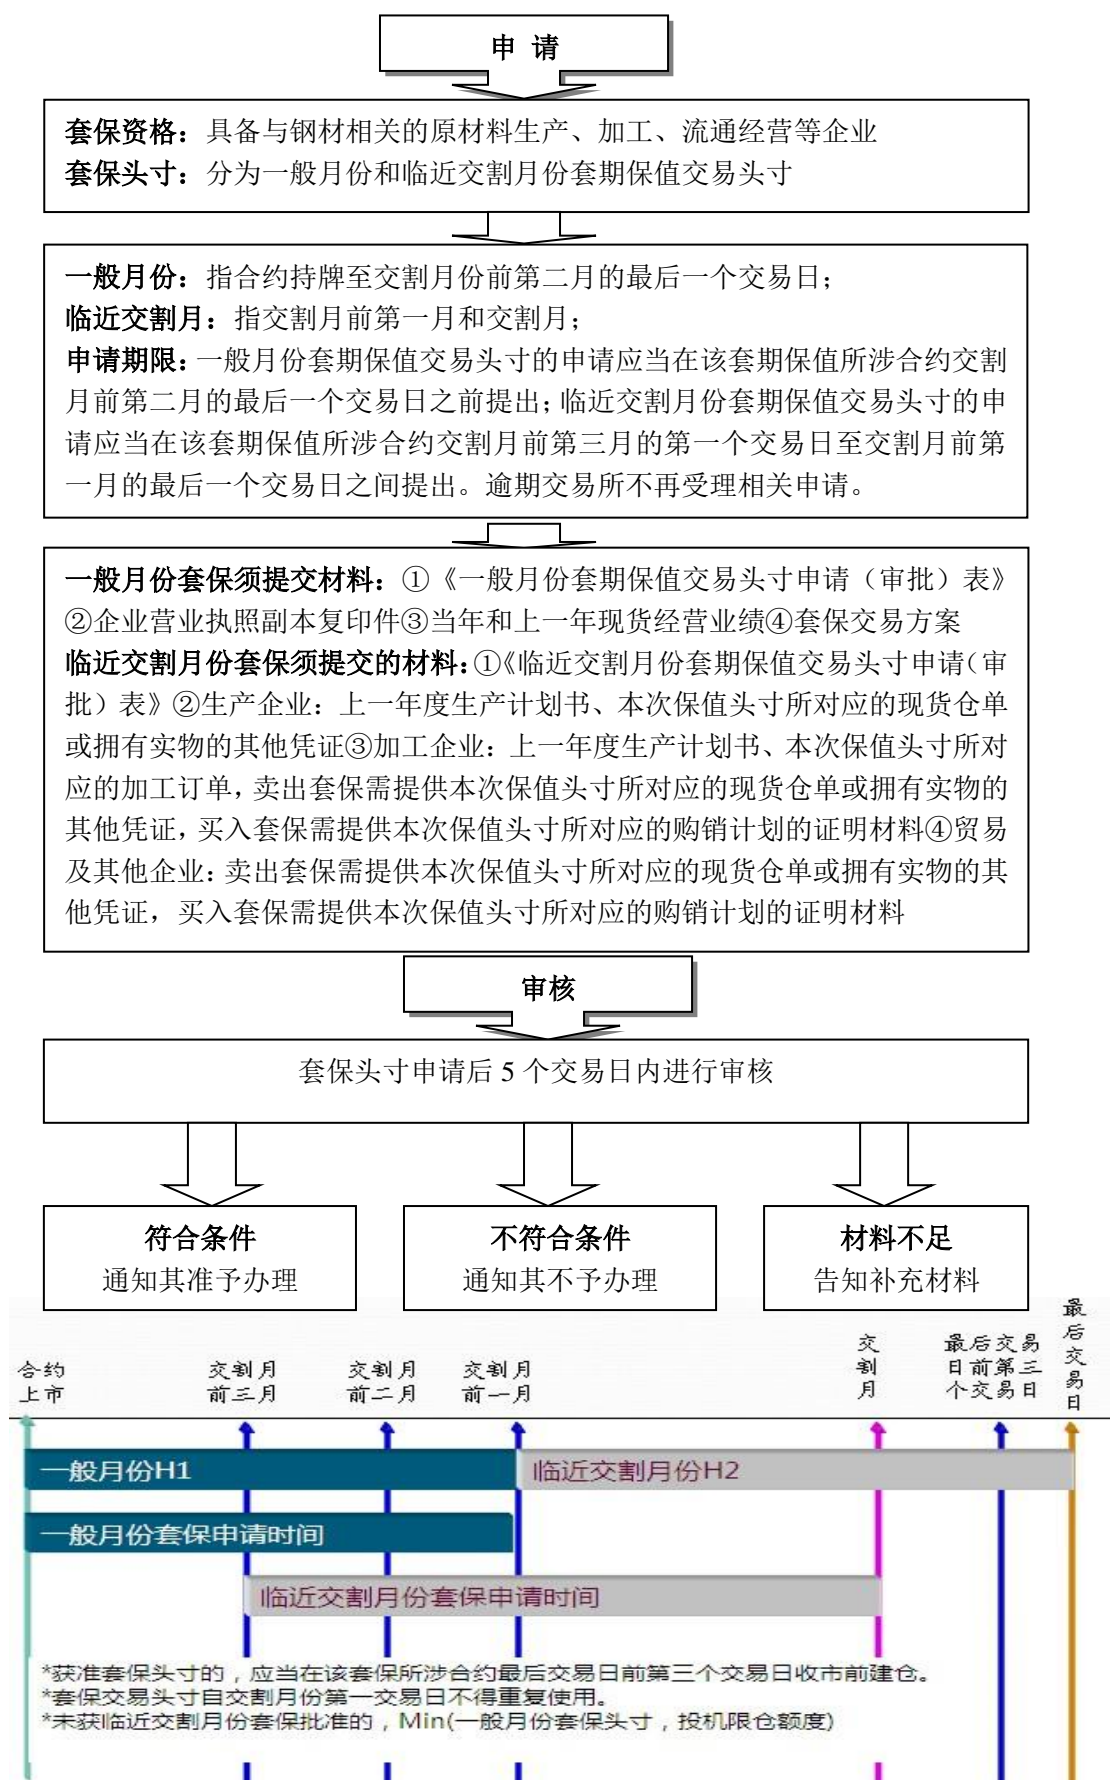 申 请
套保资格：具备与钢材相关的原材料生产、加工、流通经营等企业
套保头寸：分为一般月份和临近交割月份套期保值交易头寸
一般月份：指合约持牌至交割月份前第二月的最后一个交易日；
临近交割月：指交割月前第一月和交割月；
申请期限：一般月份套期保值交易头寸的申请应当在该套期保值所涉合约交割
月前第二月的最后一个交易日之前提出；临近交割月份套期保值交易头寸的申
请应当在该套期保值所涉合约交割月前第三月的第一个交易日至交割月前第
一月的最后一个交易日之间提出。逾期交易所不再受理相关申请。
一般月份套保须提交材料：①《一般月份套期保值交易头寸申请（审批）表》
②企业营业执照副本复印件③当年和上一年现货经营业绩④套保交易方案
临近交割月份套保须提交的材料：①《临近交割月份套期保值交易头寸申请（审
批）表》②生产企业：上一年度生产计划书、本次保值头寸所对应的现货仓单
或拥有实物的其他凭证③加工企业：上一年度生产计划书、本次保值头寸所对
应的加工订单，卖出套保需提供本次保值头寸所对应的现货仓单或拥有实物的
其他凭证，买入套保需提供本次保值头寸所对应的购销计划的证明材料④贸易
及其他企业：卖出套保需提供本次保值头寸所对应的现货仓单或拥有实物的其
他凭证，买入套保需提供本次保值头寸所对应的购销计划的证明材料
审核
套保头寸申请后 5 个交易日内进行审核
符合条件
通知其准予办理
不符合条件
通知其不予办理
材料不足
告知补充材料
合约
上市
交割月
前三月
交割月
前二月
交割月
前一月
交
割
月
最后交易
日前第三
个交易日
最
后
交
易
日
一般月份H1
临近交割月份H2
一般月份套保申请时间
临近交割月份套保申请时间
*获准套保头寸的，应当在该套保所涉合约最后交易日前第三个交易日收市前建仓。
*套保交易头寸自交割月份第一交易日不得重复使用。
*未获临近交割月份套保批准的，Min(一般月份套保头寸，投机限仓额度)